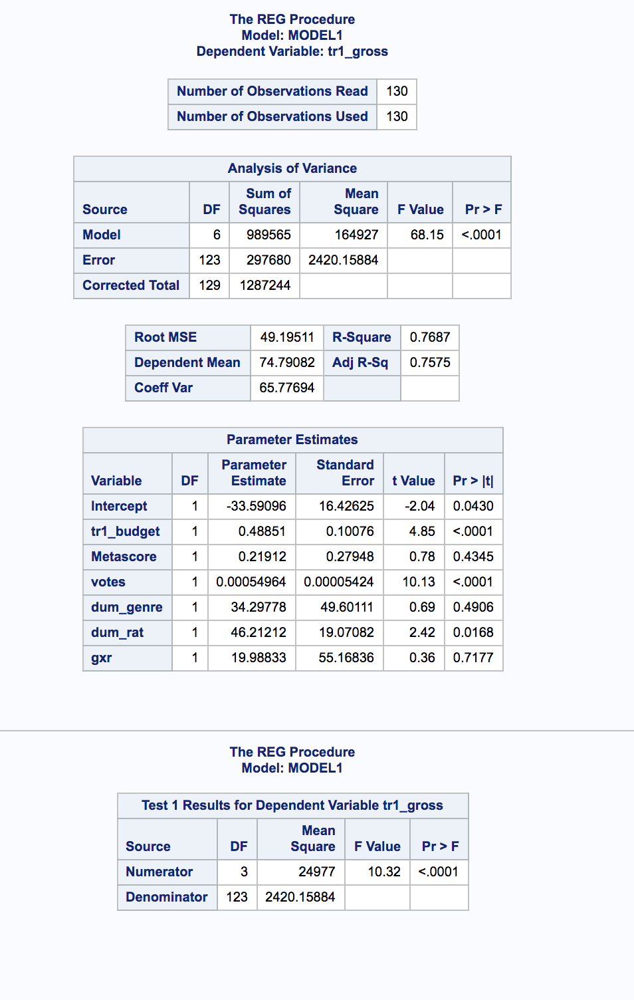 The REG Procedure
Model: MODEL1
Dependent Variable: tr1_gross
Number of Observations Read 130
Number of Observations Used 130
Analysis of Variance
Source DF Sum of Squares Mean Square F Value Pr > F
Model 6 989565 164927 68.15 <.0001
Error 123 297680 2420.15884
Corrected Total 129 1287244
Root MSE 49.19511 R-Square 0.7687
Dependent Mean 74.79082 Adj R-Sq 0.7575
Coeff Var 65.77694
Parameter Estimates
Variable DF Parameter Estimate Standard Error t Value Pr > |t|
Intercept 1 -33.59096 16.42625 -2.04 0.0430
tr1_budget 1 0.48851 0.10076 4.85 <.0001
Metascore 1 0.21912 0.27948 0.78 0.4345
votes 1 0.00054964 0.00005424 10.13 <.0001
dum_genre 1 34.29778 49.60111 0.69 0.4906
dum_rat 1 46.21212 19.07082 2.42 0.0168
gxr 1 19.98833 55.16836 0.36 0.7177
The REG Procedure
Model: MODEL1
Test 1 Results for Dependent Variable tr1_gross
Source DF Mean Square F Value Pr > F
Numerator 3 24977 10.32 <.0001
Denominator 123 2420.15884